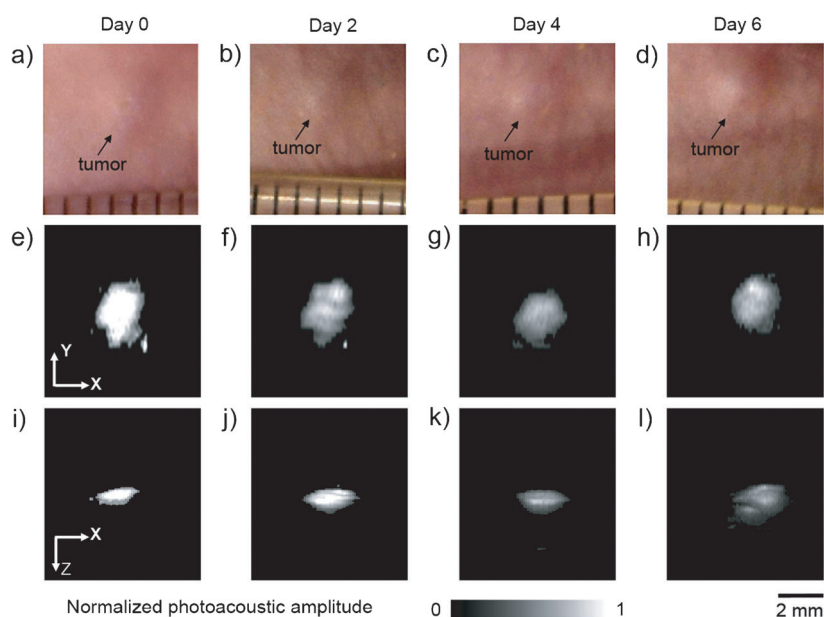 Day 0 Day 2 Day 4 Day 6
a) b) c) d)
tumor tumor tumor tumor
e) f) g) h)
Y
X
i) j) k) l)
X
Z
Normalized photoacoustic amplitude 0 1 2 mm